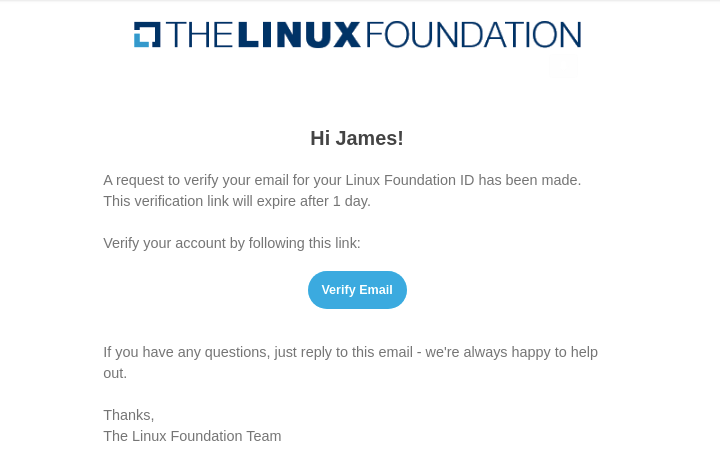 THE LINUX FOUNDATION
Hi James!
A request to verify your email for your Linux Foundation ID has been made.
This verification link will expire after 1 day.
Verify your account by following this link:
Verify Email
If you have any questions, just reply to this email - we're always happy to help
out.
Thanks,
The Linux Foundation Team